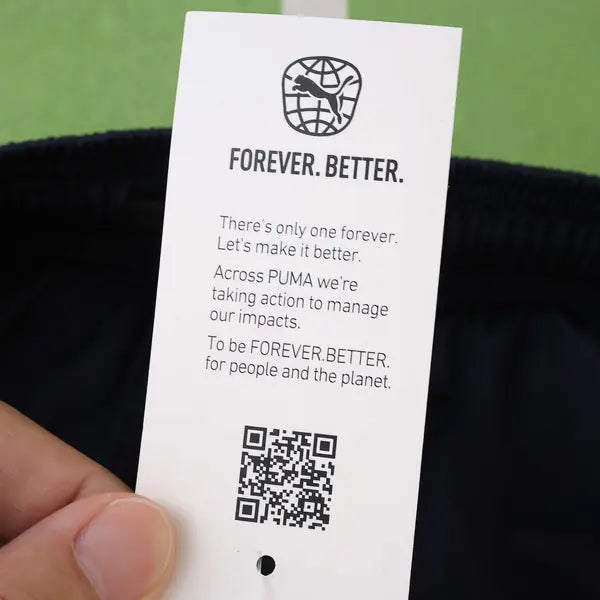 FOREVER. BETTER.
There's only one forever.
Let's make it better.
Across PUMA we're
taking action to manage
our impacts.
To be FOREVER.BETTER.
for people and the planet.